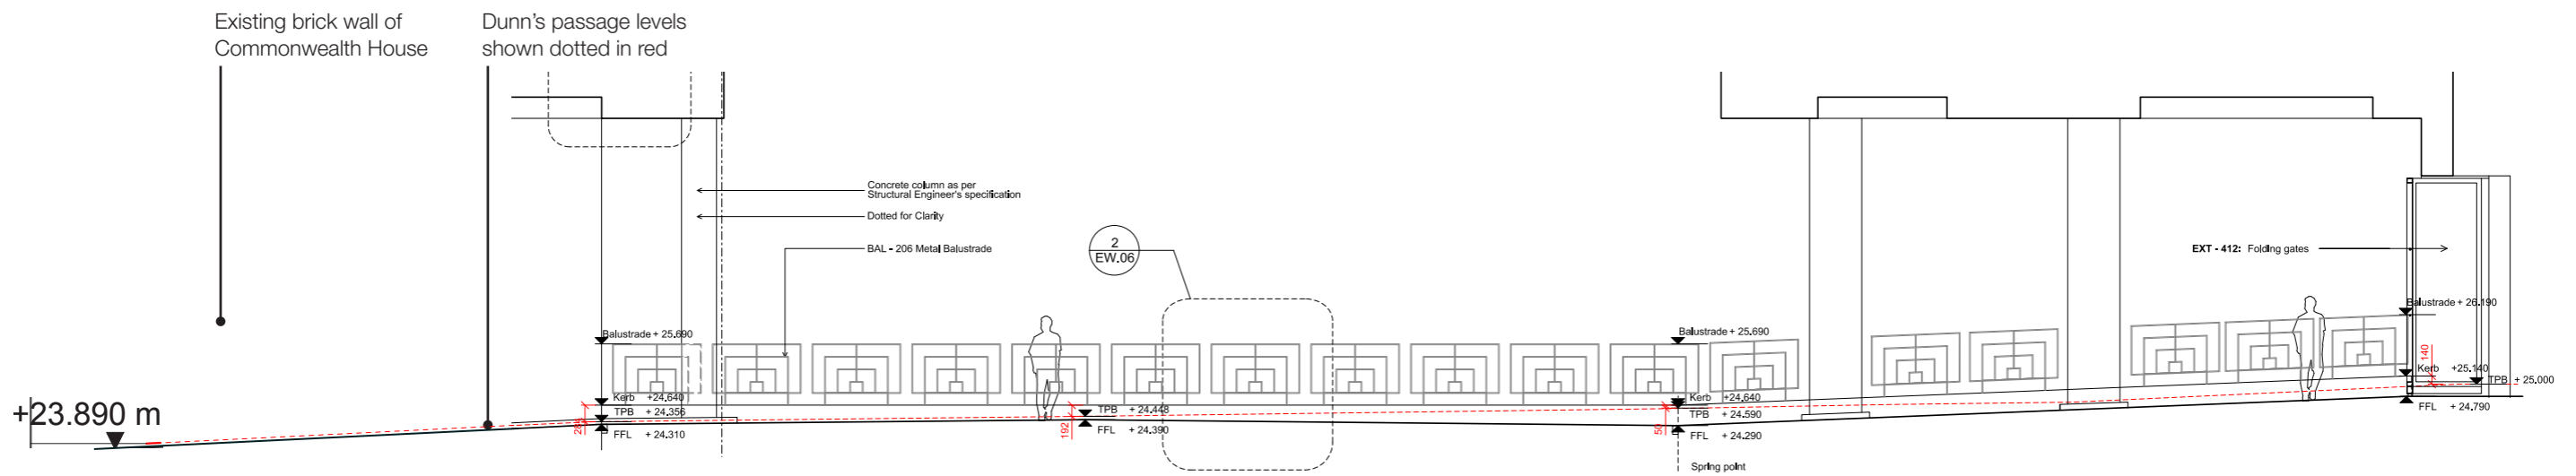 Existing brick wall of
Commonwealth House
Dunn's passage levels
shown dotted in red
Concrete column as per
Structural Engineer's specification
Dotted for Clarity
BAL - 206 Metal Balustrade
2
EW.06
EXT - 412: Folding gates
Balustrade + 25.690
Balustrade + 25.690
Balustrade + 26.190
Kerb +24.640
TPB + 24.356
FFL + 24.310
192
TPB + 24.448
FFL + 24.390
50
Kerb +24.640
TPB + 24.590
FFL + 24.290
Spring point
140
Kerb +25.140
TPB + 25.000
FFL + 24.790
+23.890 m